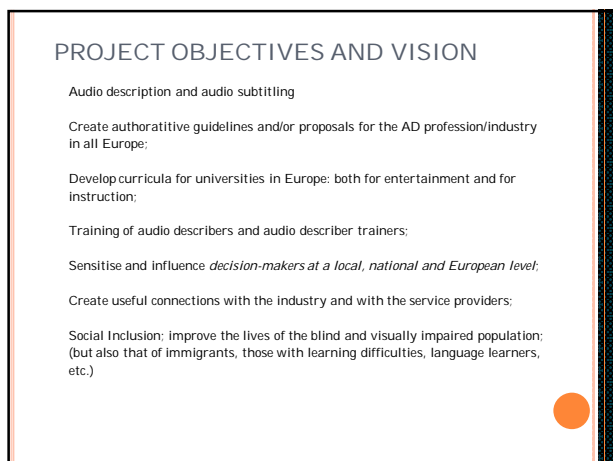 PROJECT OBJECTIVES AND VISION
Audio description and audio subtitling
Create authoratitive guidelines and/or proposals for the AD profession/industry
in all Europe;
Develop curricula for universities in Europe: both for entertainment and for
instruction;
Training of audio describers and audio describer trainers;
Sensitise and influence decision-makers at a local, national and European level;
Create useful connections with the industry and with the service providers;
Social Inclusion; improve the lives of the blind and visually impaired population;
(but also that of immigrants, those with learning difficulties, language learners,
etc.)